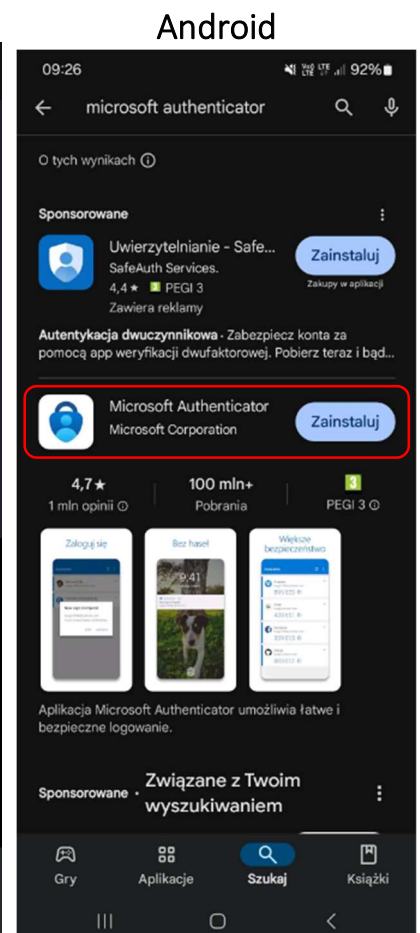 Android
09:26
LTE 92%
microsoft authenticator
O tych wynikach
Sponsorowane
Uwierzytelnianie - Safe...
Zainstaluj
SafeAuth Services.
4,4★ 3 PEGI 3
Zakupy w aplikacji
Zawiera reklamy
Autentykacja dwuczynnikowa · Zabezpiecz konta za
pomocą app weryfikacji dwufaktorowej. Pobierz teraz i bąd...
Microsoft Authenticator
Microsoft Corporation
Zainstaluj
4,7★
1 mln opinii
100 mln+
Pobrania
3
PEGI 3
Zaloguj się
Bez haseł
9:41
Większe
bezpieczeństwo
Aplikacja Microsoft Authenticator umożliwia łatwe i
bezpieczne logowanie.
Sponsorowane · Związane z Twoim
wyszukiwaniem
Gry
Aplikacje
Szukaj
Książki